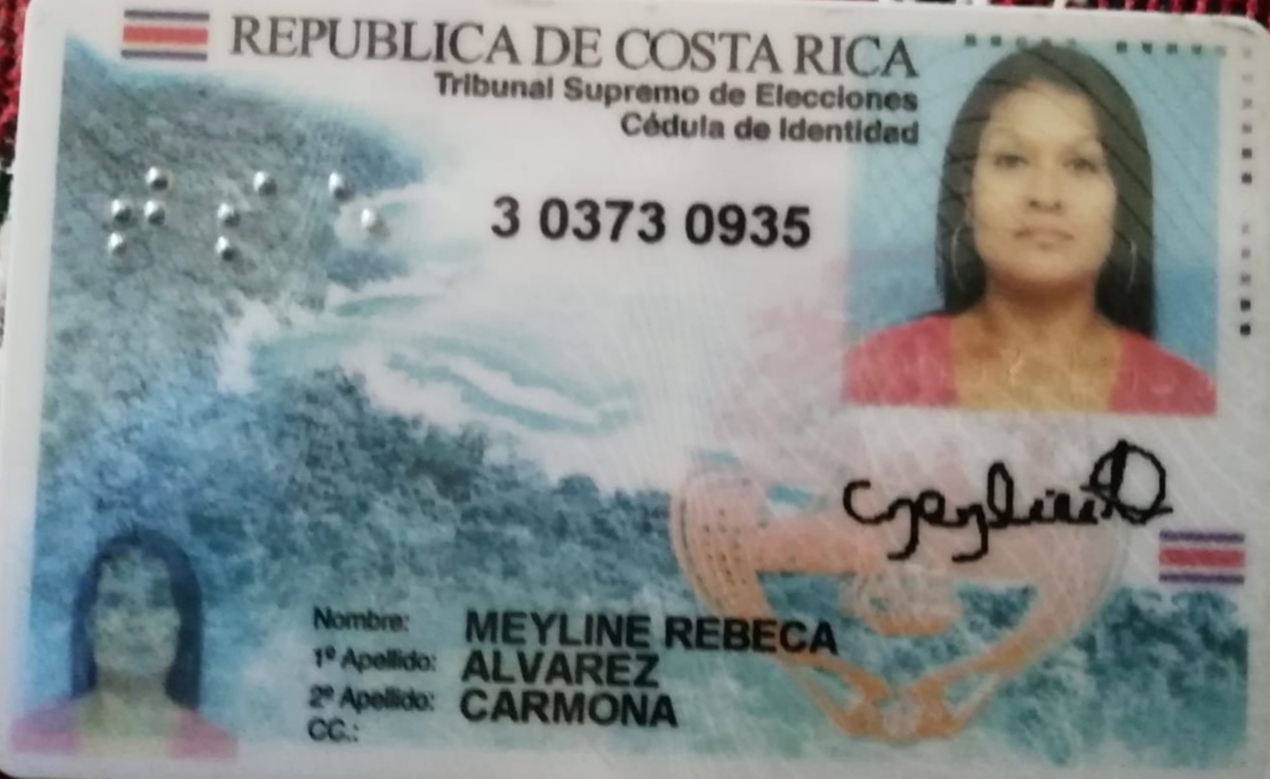 REPUBLICA DE COSTA RICA
Tribunal Supremo de Elecciones
Cédula de Identidad
3 0373 0935
Nombre: MEYLINE REBECA
1º Apellido: ALVAREZ
2º Apellido: CARMONA
CC.: